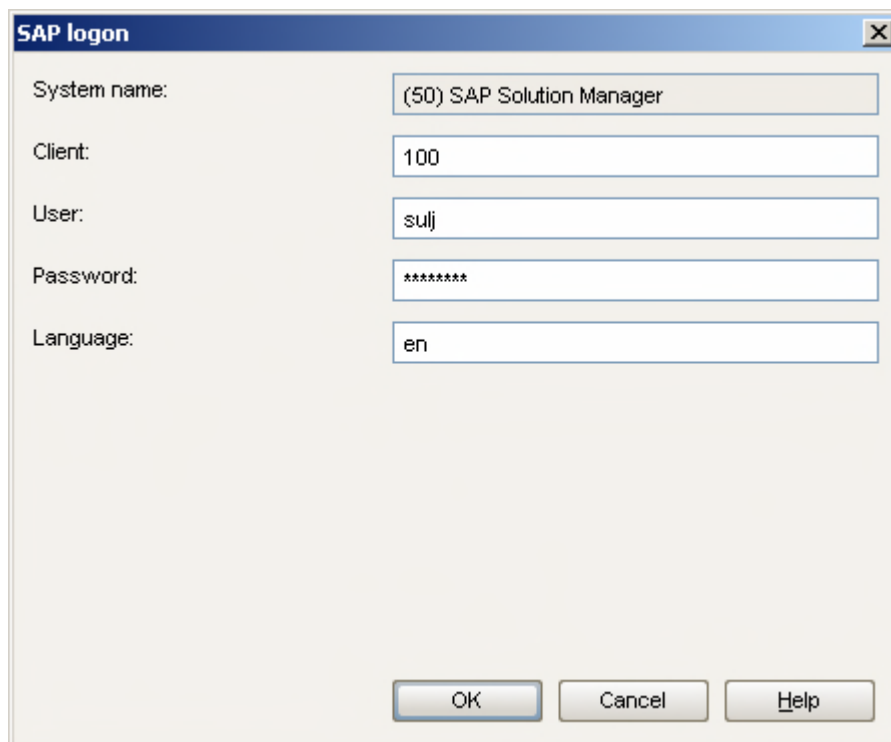 SAP logon
System name: (50) SAP Solution Manager
Client: 100
User: sulj
Password: ********
Language: en
OK Cancel Help